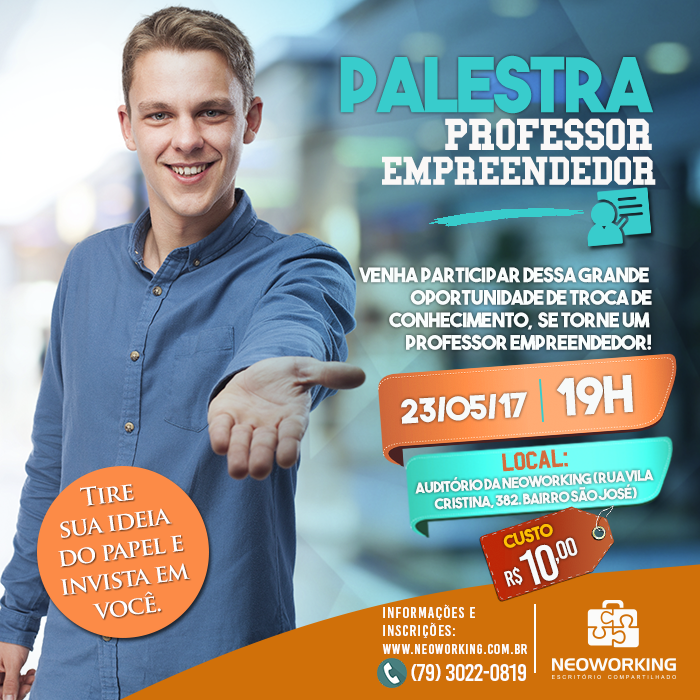 PALESTRA
PROFESSOR
EMPREENDEDOR
VENHA PARTICIPAR DESSA GRANDE
OPORTUNIDADE DE TROCA DE
CONHECIMENTO, SE TORNE UM
PROFESSOR EMPREENDEDOR!
23/05/17 | 19H
LOCAL:
AUDITÓRIO DA NEOWORKING (RUA VILA
CRISTINA, 382. BAIRRO SÃO JOSÉ)
CUSTO
R$ 10,00
TIRE
SUA IDEIA
DO PAPEL E
INVISTA EM
VOCÊ.
INFORMAÇÕES E
INSCRIÇÕES:
WWW.NEOWORKING.COM.BR
(79) 3022-0819
NEOWORKING
ESCRITÓRIO COMPARTILHADO